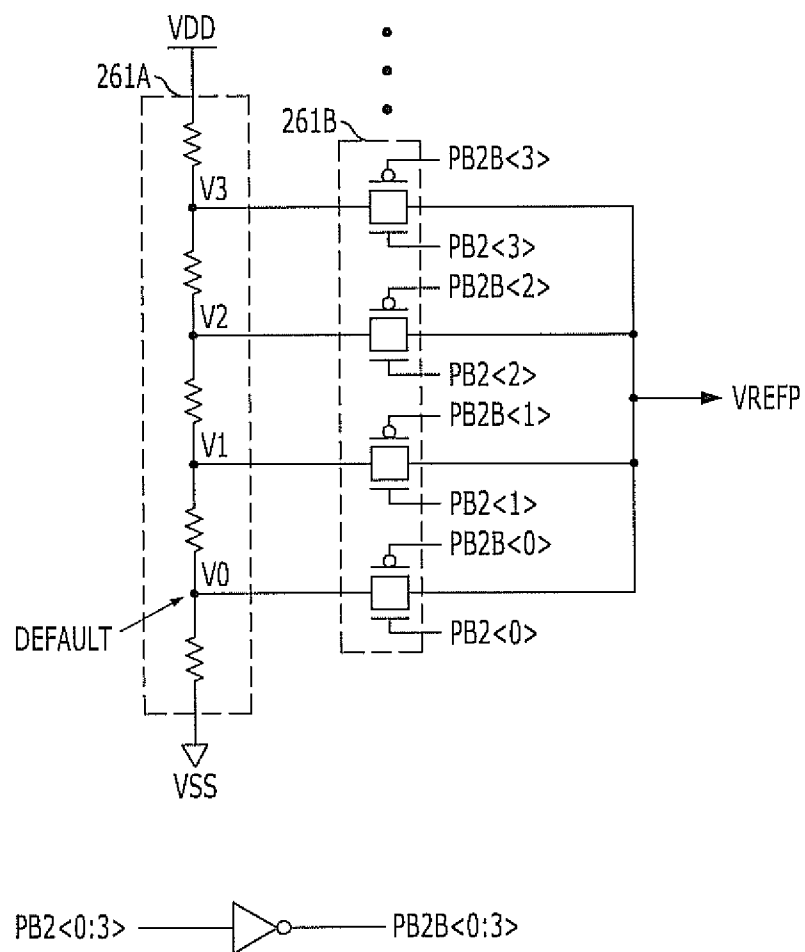 VDD
261A
261B
PB2B<3>
V3
PB2<3>
PB2B<2>
V2
PB2<2>
VREFP
PB2B<1>
V1
PB2<1>
PB2B<0>
V0
DEFAULT
PB2<0>
VSS
PB2<0:3> PB2B<0:3>